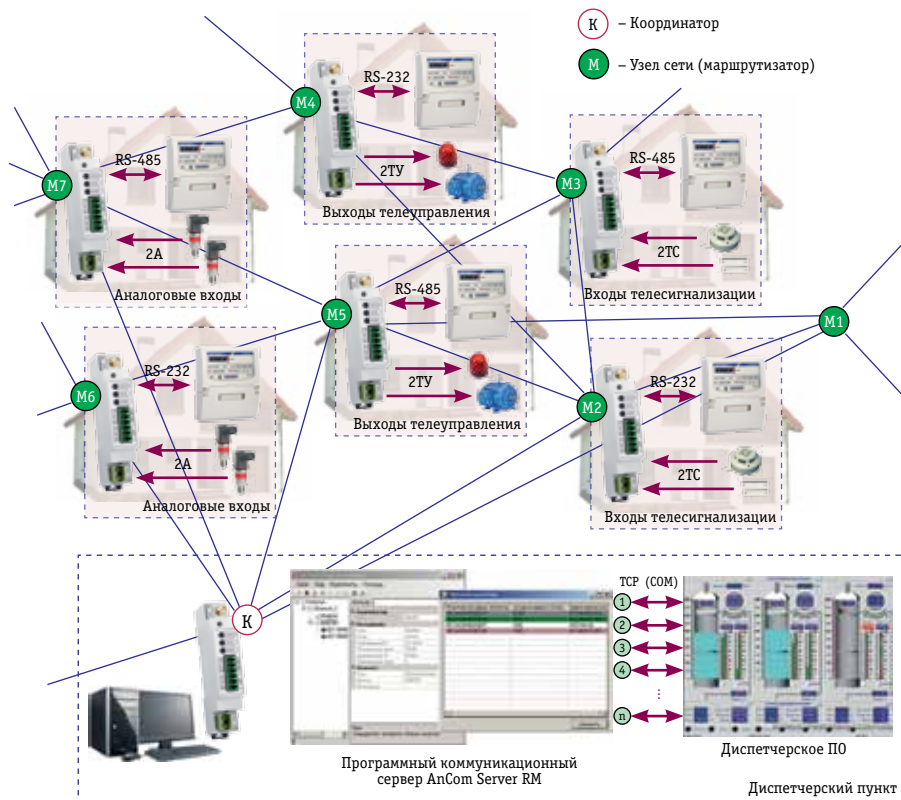 К – Координатор
М – Узел сети (маршрутизатор)
М4
RS-232
2ТУ
Выходы телеуправления
М7
RS-485
2А
Аналоговые входы
М3
RS-485
2ТС
Входы телесигнализации
М5
RS-485
2ТУ
Выходы телеуправления
М1
М6
RS-232
2А
Аналоговые входы
М2
RS-232
2ТС
Входы телесигнализации
К
TCP (COM)
1
2
3
4
...
n
Программный коммуникационный
сервер AnCom Server RM
Диспетчерское ПО
Диспетчерский пункт